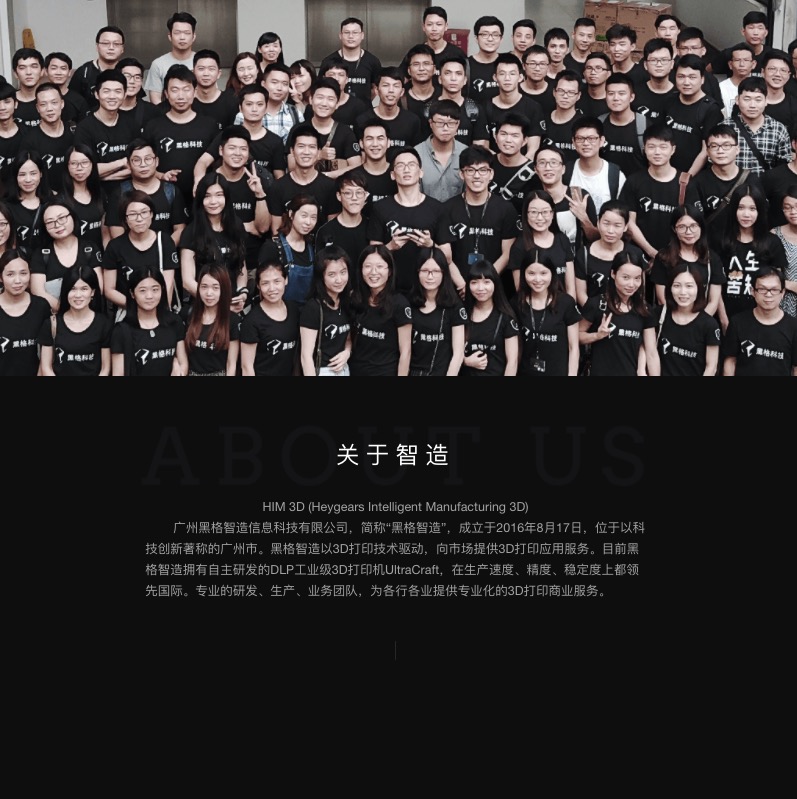 黑格科技
人生
ABOUT US
关于智造
HIM 3D (Heygears Intelligent Manufacturing 3D)
广州黑格智造信息科技有限公司，简称“黑格智造”，成立于2016年8月17日，位于以科
技创新著称的广州市。黑格智造以3D打印技术驱动，向市场提供3D打印应用服务。目前黑
格智造拥有自主研发的DLP工业级3D打印机UltraCraft，在生产速度、精度、稳定度上都领
先国际。专业的研发、生产、业务团队，为各行各业提供专业化的3D打印商业服务。